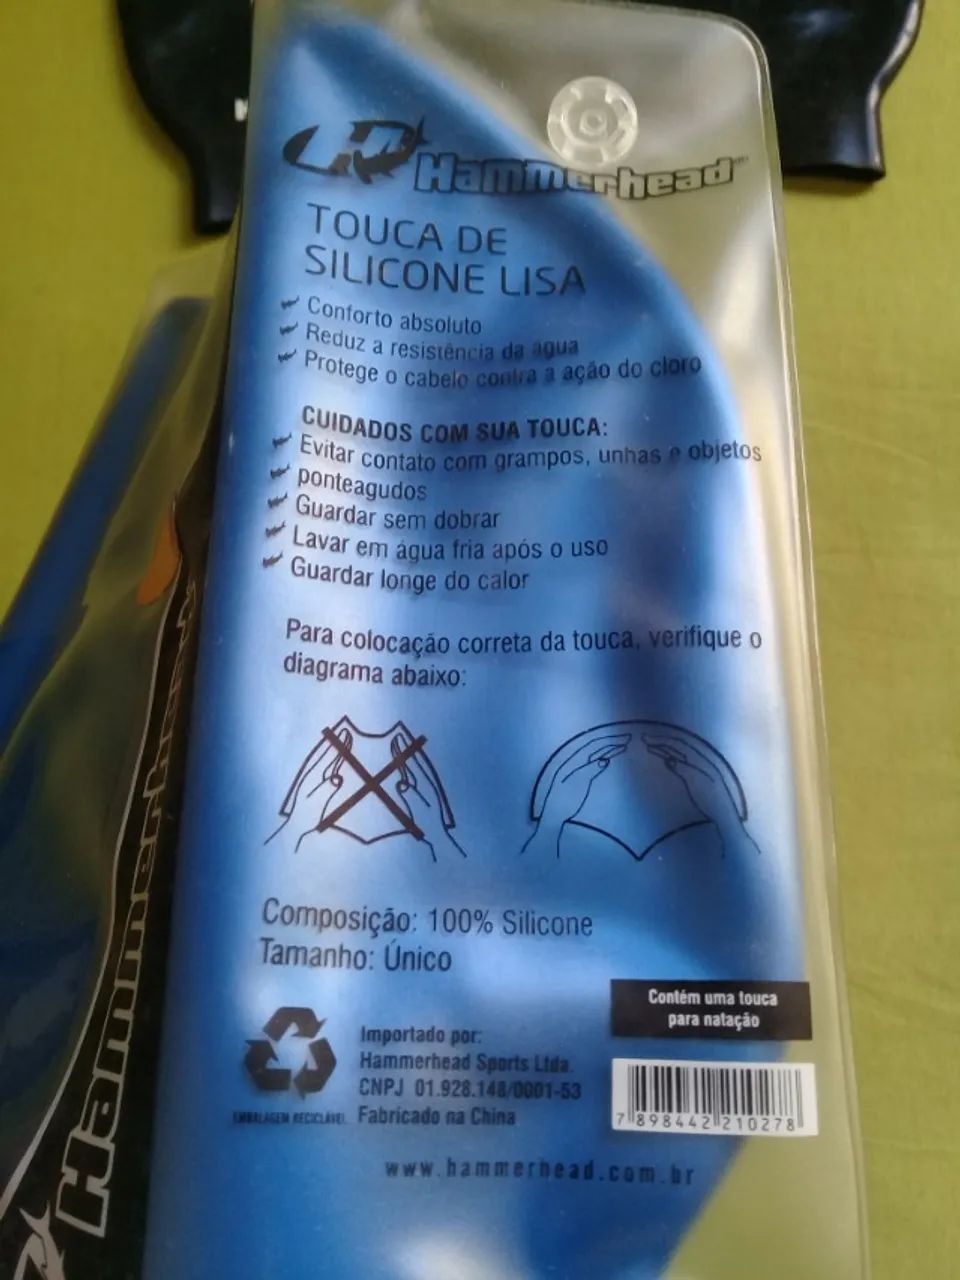 Hammerhead
TOUCA DE
SILICONE LISA
Conforto absoluto
Reduz a resistência da agua
Protege o cabelo contra a ação do cloro
CUIDADOS COM SUA TOUCA:
Evitar contato com grampos, unhas e objetos
ponteagudos
Guardar sem dobrar
Lavar em água fria após o uso
Guardar longe do calor
Para colocação correta da touca, verifique o
diagrama abaixo:
Composição: 100% Silicone
Tamanho: Único
Contém uma touca
para natação
Importado por:
Hammerhead Sports Ltda.
CNPJ 01.928.148/0001-53
Fabricado na China
EMBALAGEM RECICLÁVEL
7 898442 210278
www.hammerhead.com.br
Hammerhead